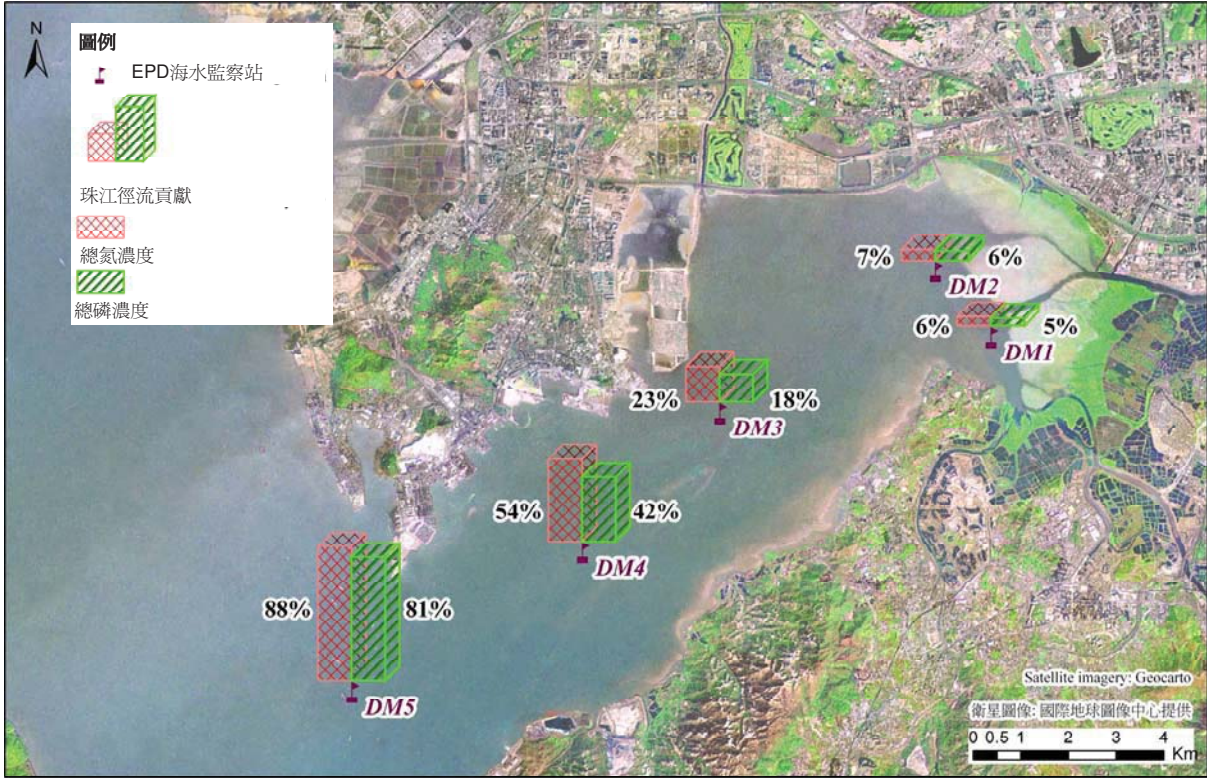 N
圖例
EPD海水監察站
珠江徑流貢獻
總氮濃度
總磷濃度
7% 6%
DM2
6% 5%
DM1
23% 18%
DM3
54% 42%
DM4
88% 81%
DM5
Satellite imagery: Geocarto
衛星圖像: 國際地球圖像中心提供
0 0.5 1 2 3 4
Km